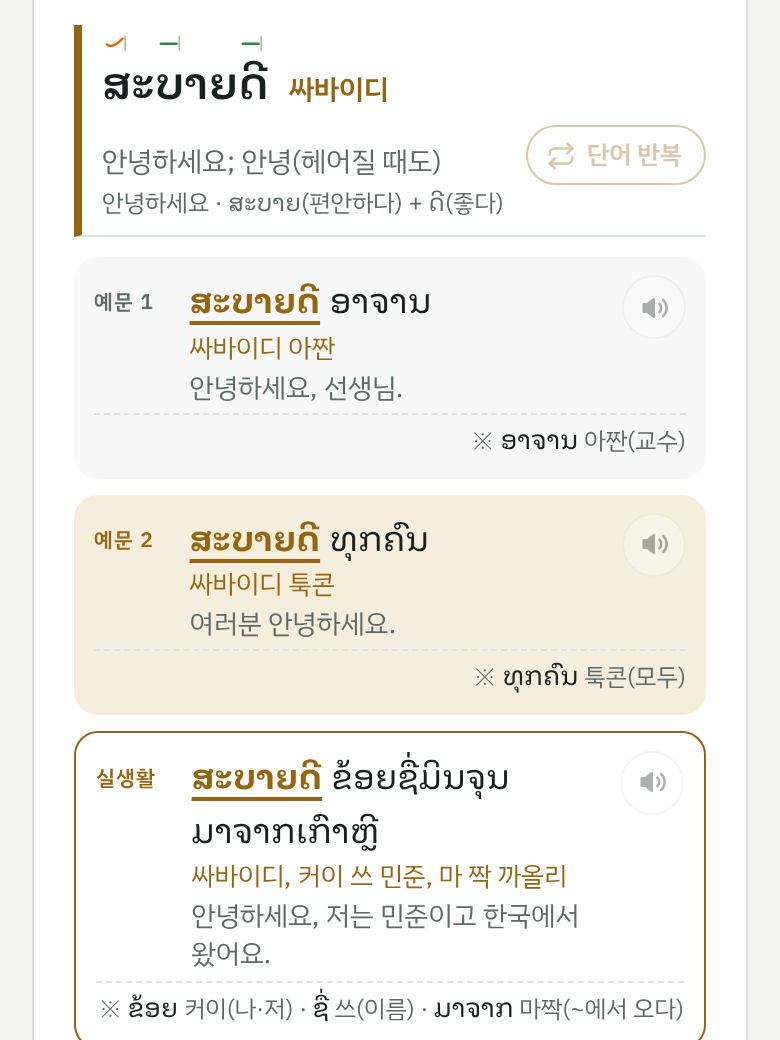 ສະບາຍດີ 싸바이디
안녕하세요; 안녕(헤어질 때도)
단어 반복
안녕하세요 · ສະບາຍ(편안하다) + ດີ(좋다)
예문 1
ສະບາຍດີ ອາຈານ
싸바이디 아짠
안녕하세요, 선생님.
※ ອາຈານ 아짠(교수)
예문 2
ສະບາຍດີ ທຸກຄົນ
싸바이디 툭콘
여러분 안녕하세요.
※ ທຸກຄົນ 툭콘(모두)
실생활
ສະບາຍດີ ຂ້ອຍຊື່ມິນຈຸນ
ມາຈາກເກົາຫຼີ
싸바이디, 커이 쓰 민준, 마 짝 까올리
안녕하세요, 저는 민준이고 한국에서
왔어요.
※ ຂ້ອຍ 커이(나·저) · ຊື່ 쓰(이름) · ມາຈາກ 마짝(~에서 오다)